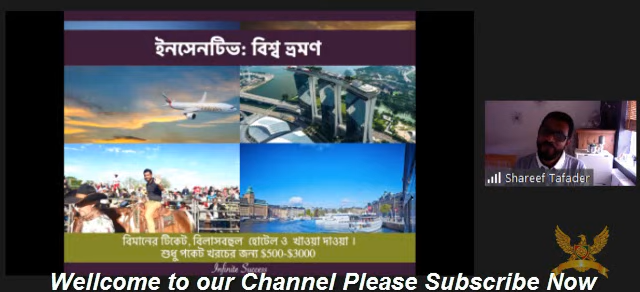 ইনসেনটিভ: বিশ্ব ভ্রমণ
বিমানের টিকেট, বিলাসবহুল হোটেল ও খাওয়া দাওয়া ।
শুধু পকেট খরচের জন্য $500-$3000
Infinite Success
Shareef Tafader
Wellcome to our Channel Please Subscribe Now